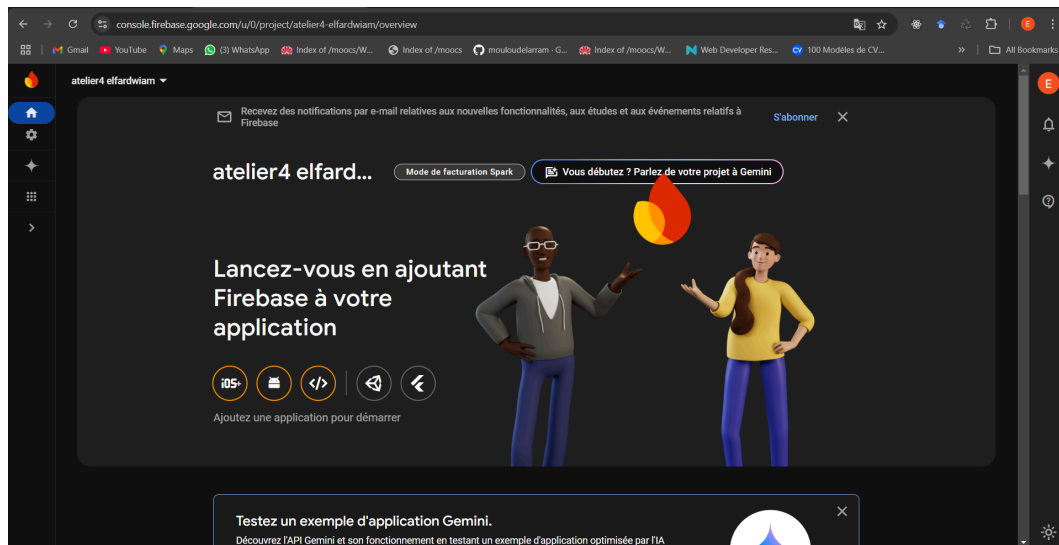 console.firebase.google.com/u/0/project/atelier4-elfardwiam/overview
E
Gmail YouTube Maps (3) WhatsApp Index of /moocs/W... Index of /moocs mouloudelarram - G... Index of /moocs/W... Web Developer Res... CV 100 Modèles de CV... » All Bookmarks
atelier4 elfardwiam
E
Recevez des notifications par e-mail relatives aux nouvelles fonctionnalités, aux études et aux événements relatifs à
Firebase
S'abonner
atelier4 elfard...
Mode de facturation Spark
Vous débutez ? Parlez de votre projet à Gemini
Lancez-vous en ajoutant
Firebase à votre
application
iOS+
Ajoutez une application pour démarrer
Testez un exemple d'application Gemini.
Découvrez l'API Gemini et son fonctionnement en testant un exemple d'application optimisée par l'IA